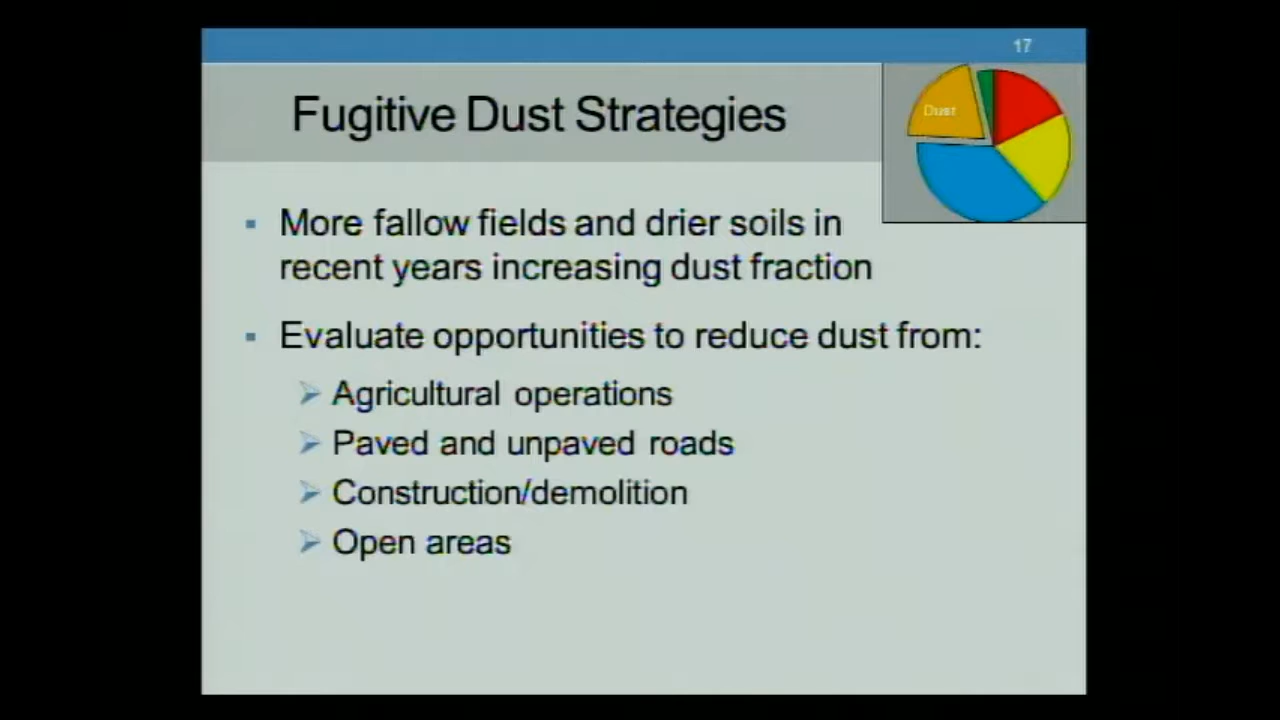 17
Fugitive Dust Strategies
Dust
More fallow fields and drier soils in
recent years increasing dust fraction
Evaluate opportunities to reduce dust from:
Agricultural operations
Paved and unpaved roads
Construction/demolition
Open areas